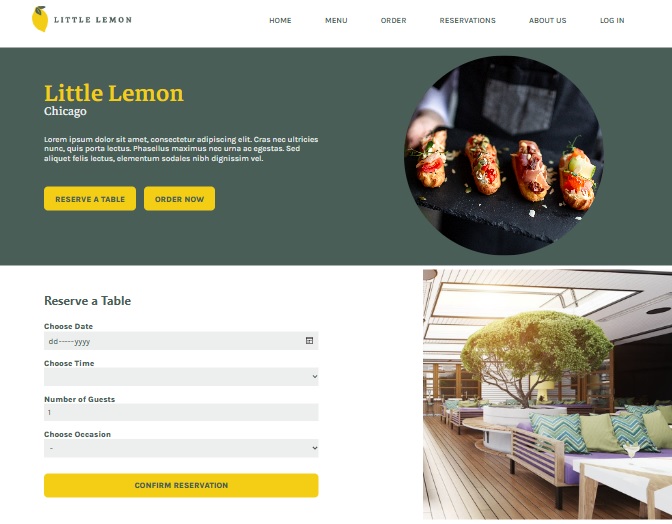 LITTLE LEMON
HOME MENU ORDER RESERVATIONS ABOUT US LOG IN
Little Lemon
Chicago
Lorem ipsum dolor sit amet, consectetur adipiscing elit. Cras nec ultricies
nunc, quis porta lectus. Phasellus maximus nec urna ac egestas. Sed
aliquet felis lectus, elementum sodales nibh dignissim vel.
RESERVE A TABLE ORDER NOW
Reserve a Table
Choose Date
dd-----yyyy
Choose Time
Number of Guests
1
Choose Occasion
-
CONFIRM RESERVATION